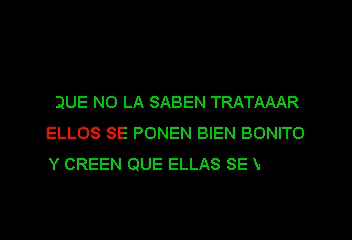 QUE NO LA SABEN TRATAAAR
ELLOS SE PONEN BIEN BONITO
Y CREEN QUE ELLAS SE